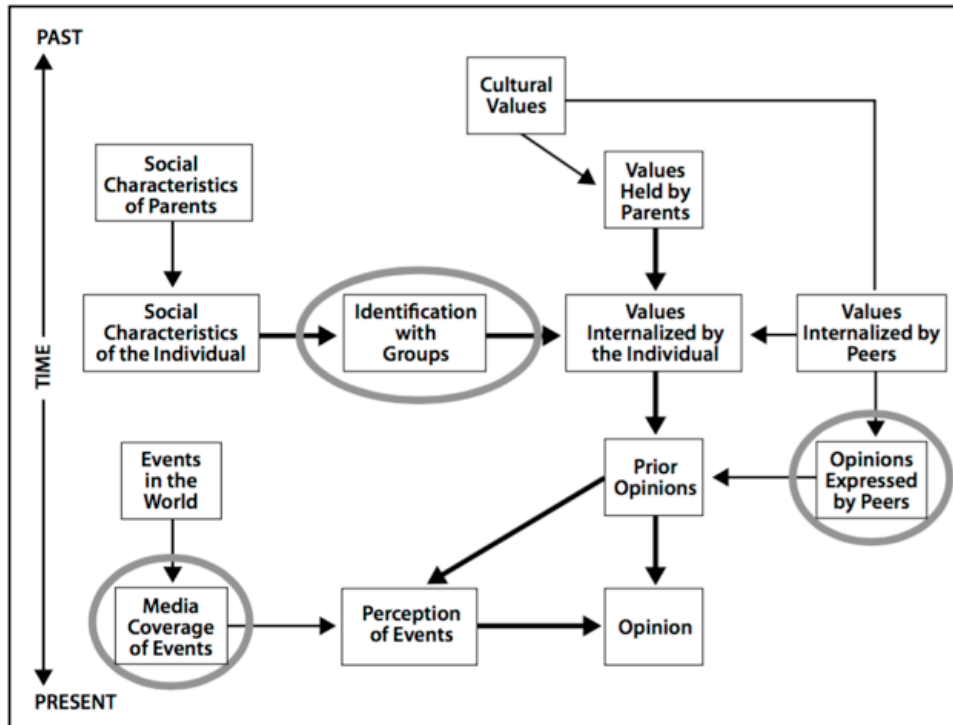 PAST
Cultural
Values
Social
Characteristics
of Parents
Values
Held by
Parents
TIME
Social
Characteristics
of the Individual
Identification
with
Groups
Values
Internalized by
the Individual
Values
Internalized by
Peers
Events
in the
World
Prior
Opinions
Opinions
Expressed
by Peers
Media
Coverage
of Events
Perception
of Events
Opinion
PRESENT